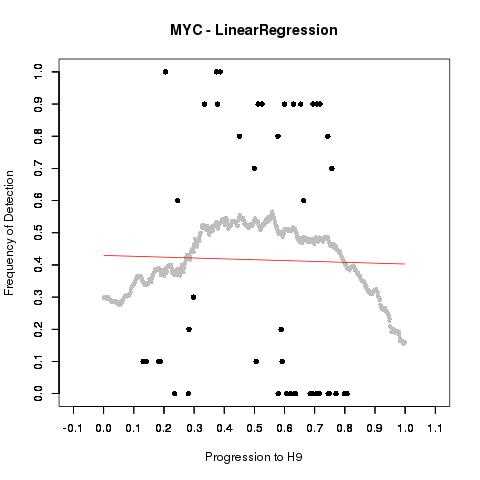 MYC - LinearRegression
Frequency of Detection
1.0
0.9
0.8
0.7
0.6
0.5
0.4
0.3
0.2
0.1
0.0
-0.1 0.0 0.1 0.2 0.3 0.4 0.5 0.6 0.7 0.8 0.9 1.0 1.1
Progression to H9